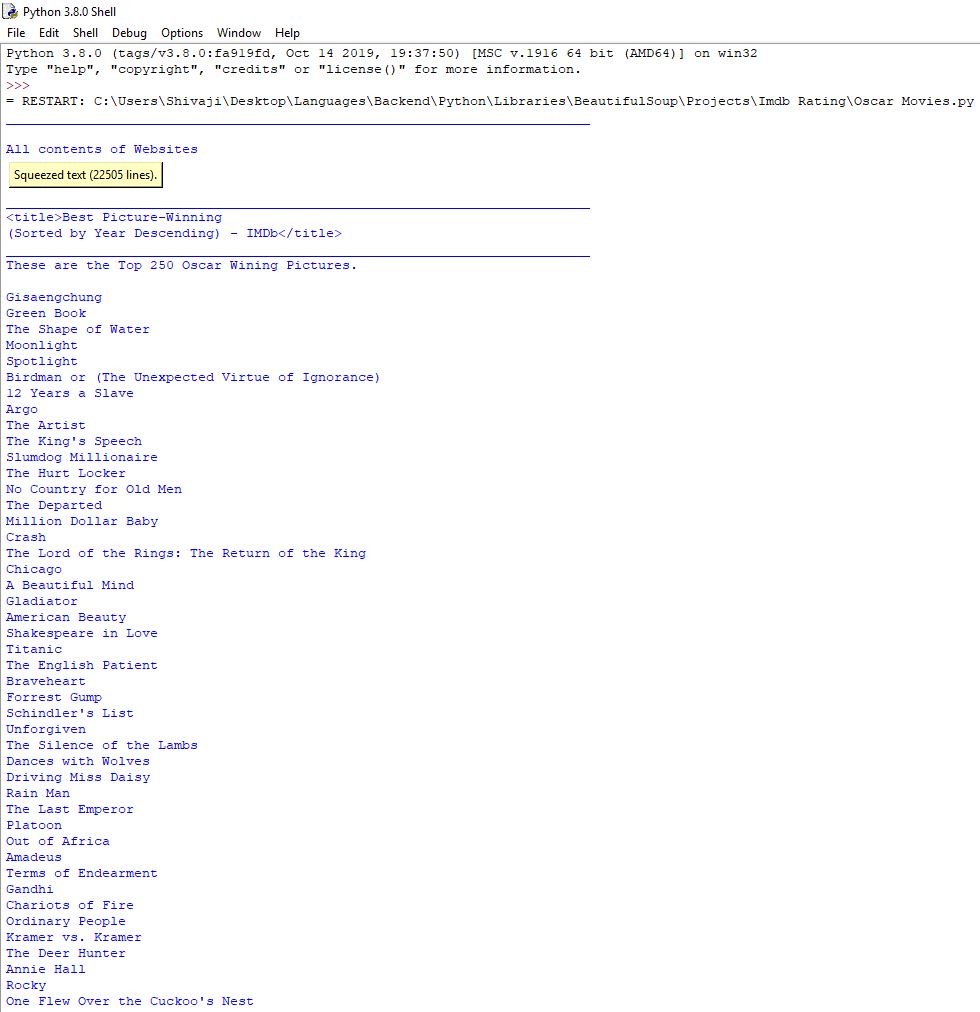 Python 3.8.0 Shell
File Edit Shell Debug Options Window Help
Python 3.8.0 (tags/v3.8.0:fa919fd, Oct 14 2019, 19:37:50) [MSC v.1916 64 bit (AMD64)] on win32
Type "help", "copyright", "credits" or "license()" for more information.
>>>
= RESTART: C:\Users\Shivaji\Desktop\Languages\Backend\Python\Libraries\BeautifulSoup\Projects\Imdb Rating\Oscar Movies.py
All contents of Websites
Squeezed text (22505 lines).
<title>Best Picture-Winning
(Sorted by Year Descending) - IMDb</title>
These are the Top 250 Oscar Wining Pictures.
Gisaengchung
Green Book
The Shape of Water
Moonlight
Spotlight
Birdman or (The Unexpected Virtue of Ignorance)
12 Years a Slave
Argo
The Artist
The King's Speech
Slumdog Millionaire
The Hurt Locker
No Country for Old Men
The Departed
Million Dollar Baby
Crash
The Lord of the Rings: The Return of the King
Chicago
A Beautiful Mind
Gladiator
American Beauty
Shakespeare in Love
Titanic
The English Patient
Braveheart
Forrest Gump
Schindler's List
Unforgiven
The Silence of the Lambs
Dances with Wolves
Driving Miss Daisy
Rain Man
The Last Emperor
Platoon
Out of Africa
Amadeus
Terms of Endearment
Gandhi
Chariots of Fire
Ordinary People
Kramer vs. Kramer
The Deer Hunter
Annie Hall
Rocky
One Flew Over the Cuckoo's Nest